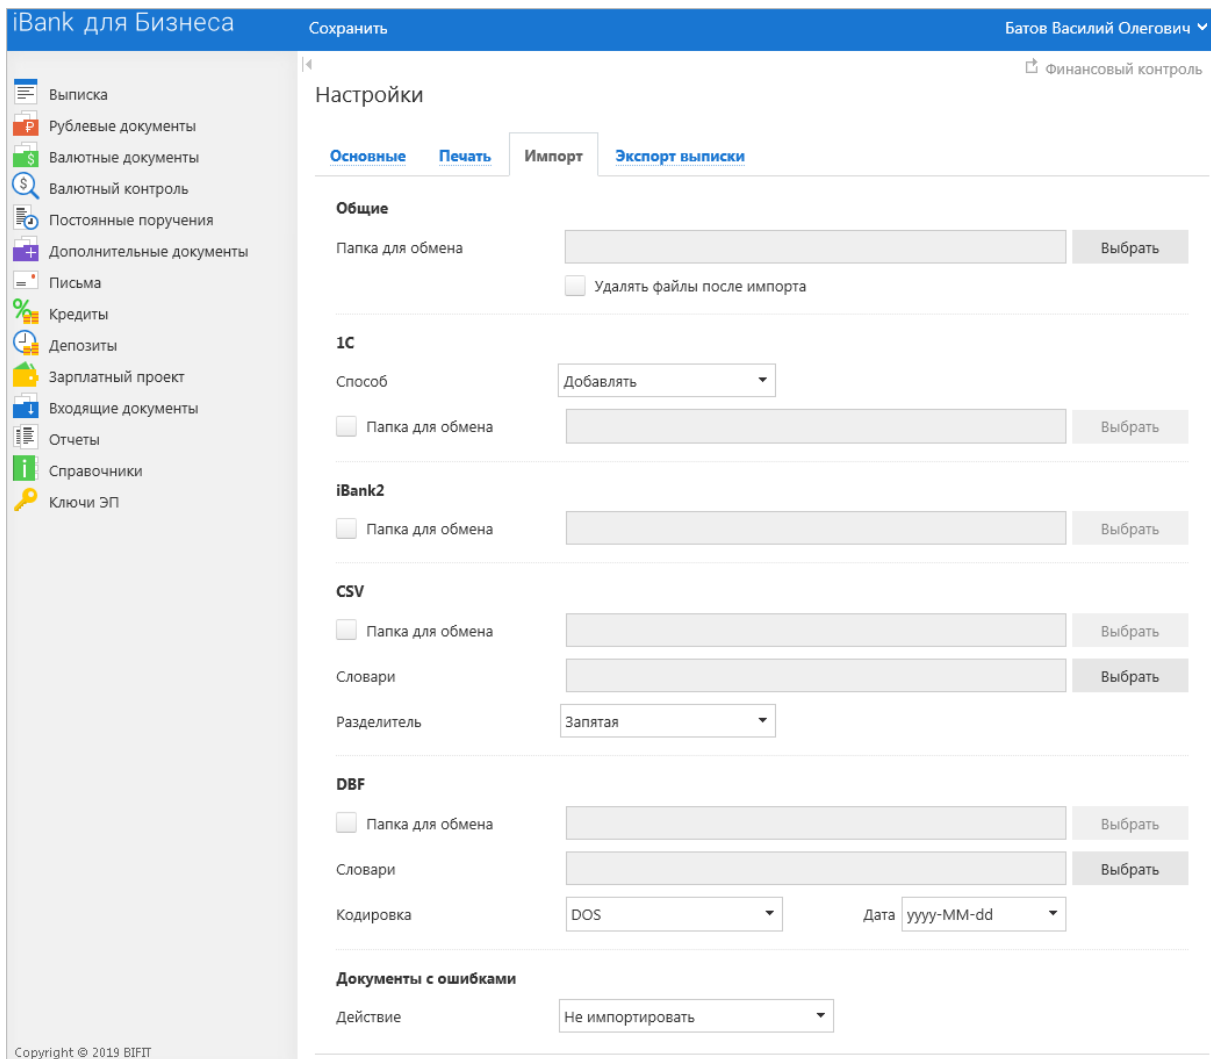 iBank для Бизнеса
Сохранить
Батов Василий Олегович
Финансовый контроль
Выписка
Рублевые документы
Валютные документы
Валютный контроль
Постоянные поручения
Дополнительные документы
Письма
Кредиты
Депозиты
Зарплатный проект
Входящие документы
Отчеты
Справочники
Ключи ЭП
Copyright © 2019 BIFIT
Настройки
Основные Печать Импорт Экспорт выписки
Общие
Папка для обмена Выбрать
Удалять файлы после импорта
1С
Способ Добавлять
Папка для обмена Выбрать
iBank2
Папка для обмена Выбрать
CSV
Папка для обмена Выбрать
Словари Выбрать
Разделитель Запятая
DBF
Папка для обмена Выбрать
Словари Выбрать
Кодировка DOS Дата yyyy-MM-dd
Документы с ошибками
Действие Не импортировать